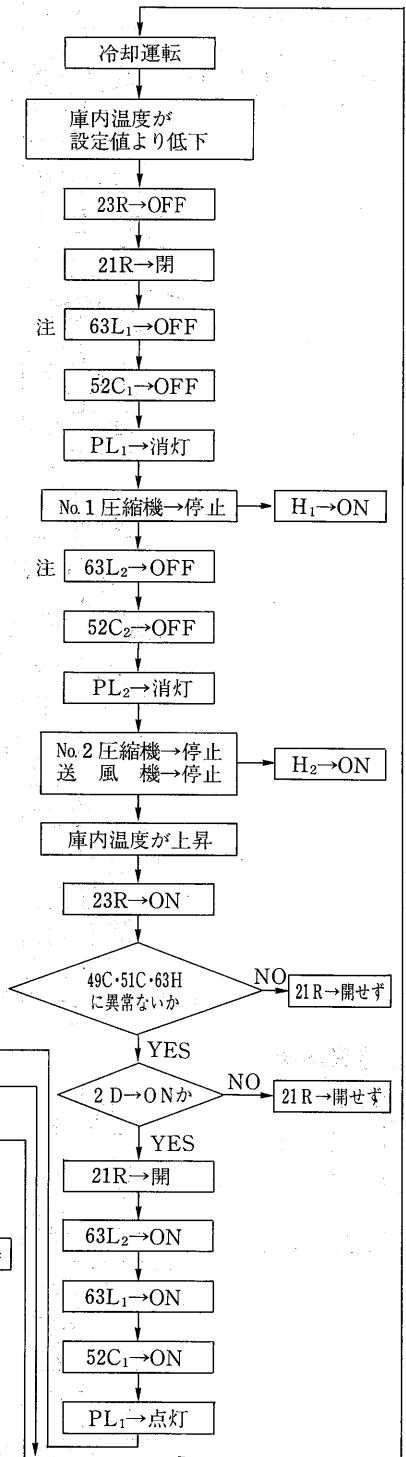 冷却運転
庫内温度が
設定値より低下
23R→OFF
21R→閉
注 63L₁→OFF
52C₁→OFF
PL₁→消灯
No.1圧縮機→停止 H₁→ON
注 63L₂→OFF
52C₂→OFF
PL₂→消灯
No.2圧縮機→停止
送風機→停止 H₂→ON
庫内温度が上昇
23R→ON
49C・51C・63H
に異常ないか NO 21R→開せず
YES
2D→ONか NO 21R→開せず
YES
21R→開
63L₂→ON
63L₁→ON
52C₁→ON
PL₁→点灯